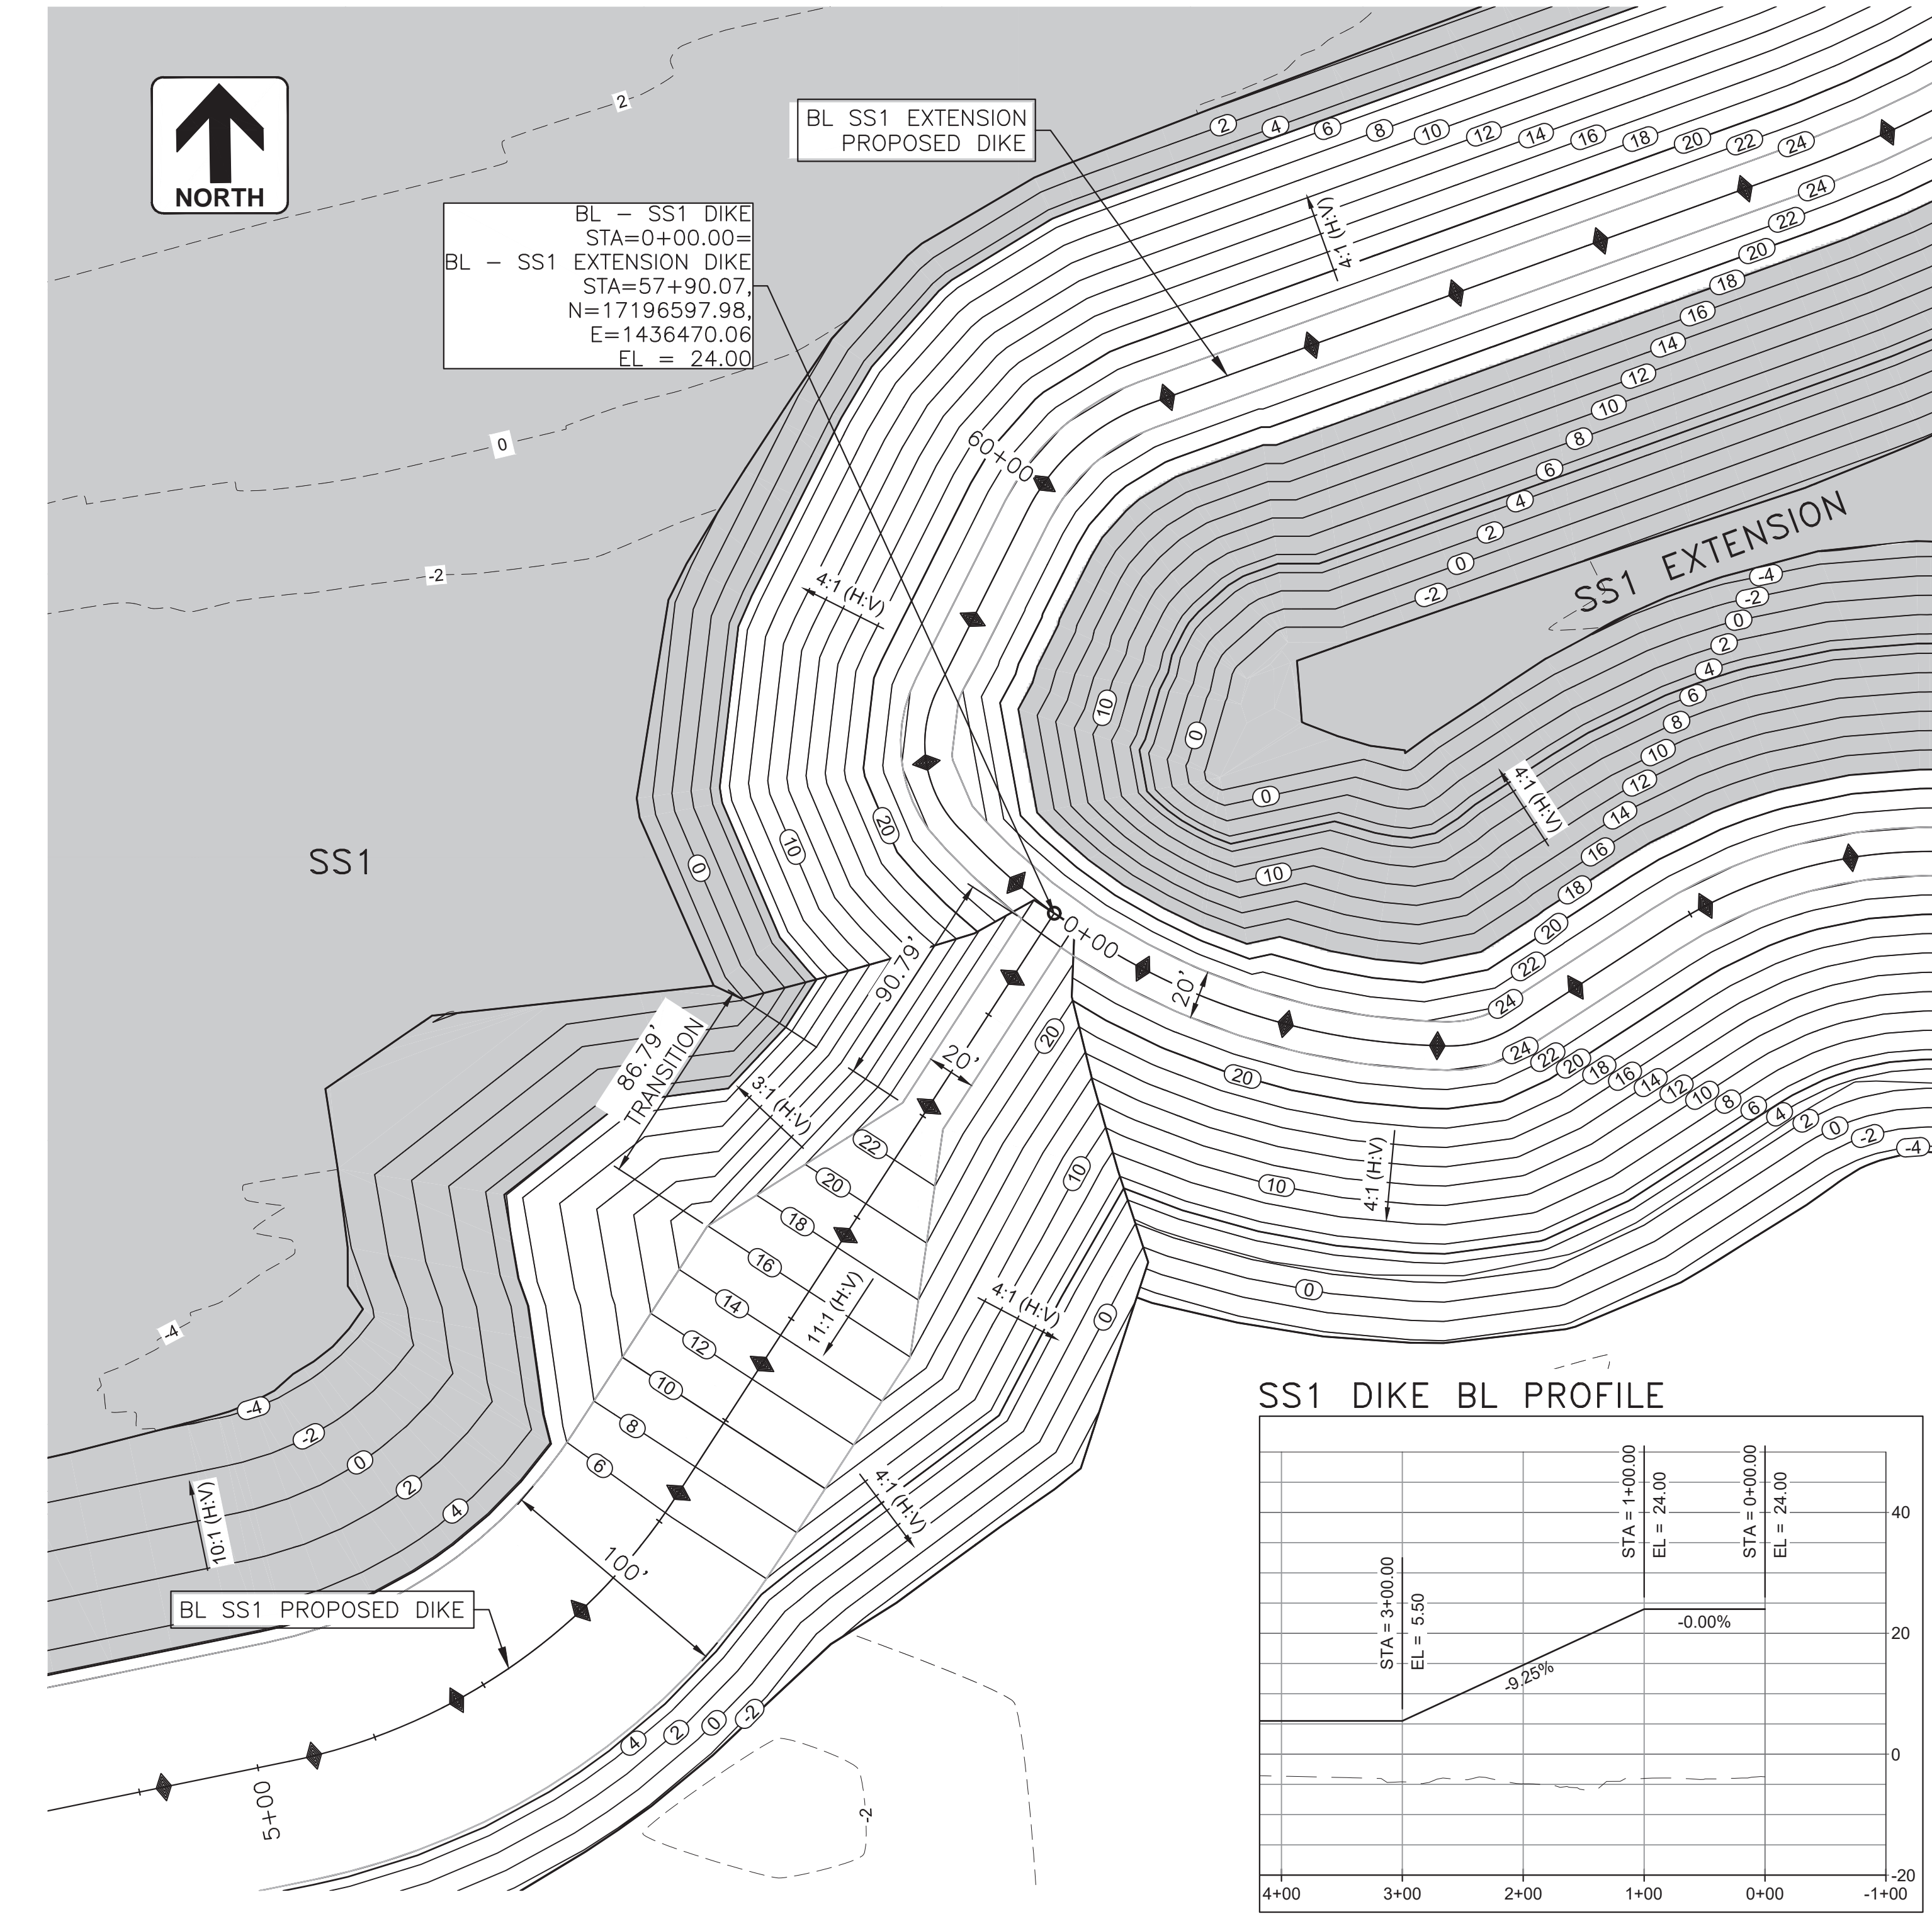 2
NORTH
BL SS1 EXTENSION
PROPOSED DIKE
2 4 6 8 10 12 14 16 18 20 22 24
24
22
20
18
16
14
12
10
8
6
4
2
0
-2
4:1 (H:V)
BL – SS1 DIKE
STA=0+00.00=
BL – SS1 EXTENSION DIKE
STA=57+90.07,
N=17196597.98,
E=1436470.06
EL = 24.00
0
-2
60+00
4:1 (H:V)
SS1 EXTENSION
-4
-2
0
2
4
6
8
10
12
14
16
18
20
22
24
10
0
0
10
4:1 (H:V)
SS1
0
10
20
0+00
20'
90.79'
86.79'
TRANSITION
3:1 (H:V)
20'
20
20
24 22 20 18 16 14 12 10 8 6 4 2 0 -2 -4
10
10
4:1 (H:V)
0
0
22
20
18
16
14
12
10
8
6
11:1 (H:V)
4:1 (H:V)
4:1 (H:V)
-4
-4
-2
0
2
4
10:1 (H:V)
100'
BL SS1 PROPOSED DIKE
5+00
4 2 0 -2
-2
SS1 DIKE BL PROFILE
STA = 3+00.00
EL = 5.50
STA = 1+00.00
EL = 24.00
STA = 0+00.00
EL = 24.00
-9.25%
-0.00%
40
20
0
-20
4+00 3+00 2+00 1+00 0+00 -1+00